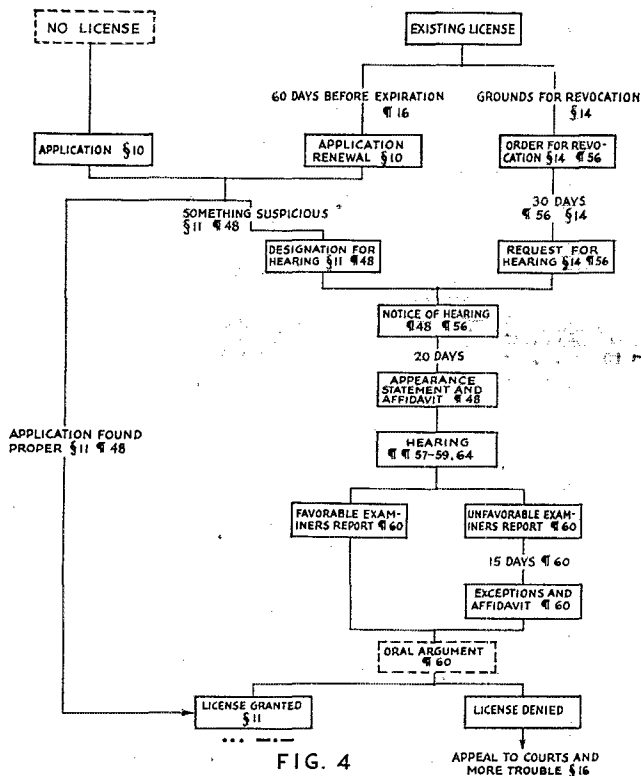 NO LICENSE
EXISTING LICENSE
60 DAYS BEFORE EXPIRATION
¶ 16
GROUNDS FOR REVOCATION
§ 14
APPLICATION § 10
APPLICATION
RENEWAL § 10
ORDER FOR REVO-
CATION § 14 ¶ 56
SOMETHING SUSPICIOUS
§ 11 ¶ 48
30 DAYS
¶ 56 § 14
DESIGNATION FOR
HEARING § 11 ¶ 48
REQUEST FOR
HEARING § 14 ¶ 56
NOTICE OF HEARING
¶ 48 ¶ 56
20 DAYS
APPEARANCE
STATEMENT AND
AFFIDAVIT ¶ 48
APPLICATION FOUND
PROPER § 11 ¶ 48
HEARING
¶ ¶ 57-59, 64
FAVORABLE EXAM-
INERS REPORT ¶ 60
UNFAVORABLE EXAM-
INERS REPORT ¶ 60
15 DAYS ¶ 60
EXCEPTIONS AND
AFFIDAVIT ¶ 60
ORAL ARGUMENT
¶ 60
LICENSE GRANTED
§ 11
LICENSE DENIED
••• —•—
FIG. 4
APPEAL TO COURTS AND
MORE TROUBLE § 16